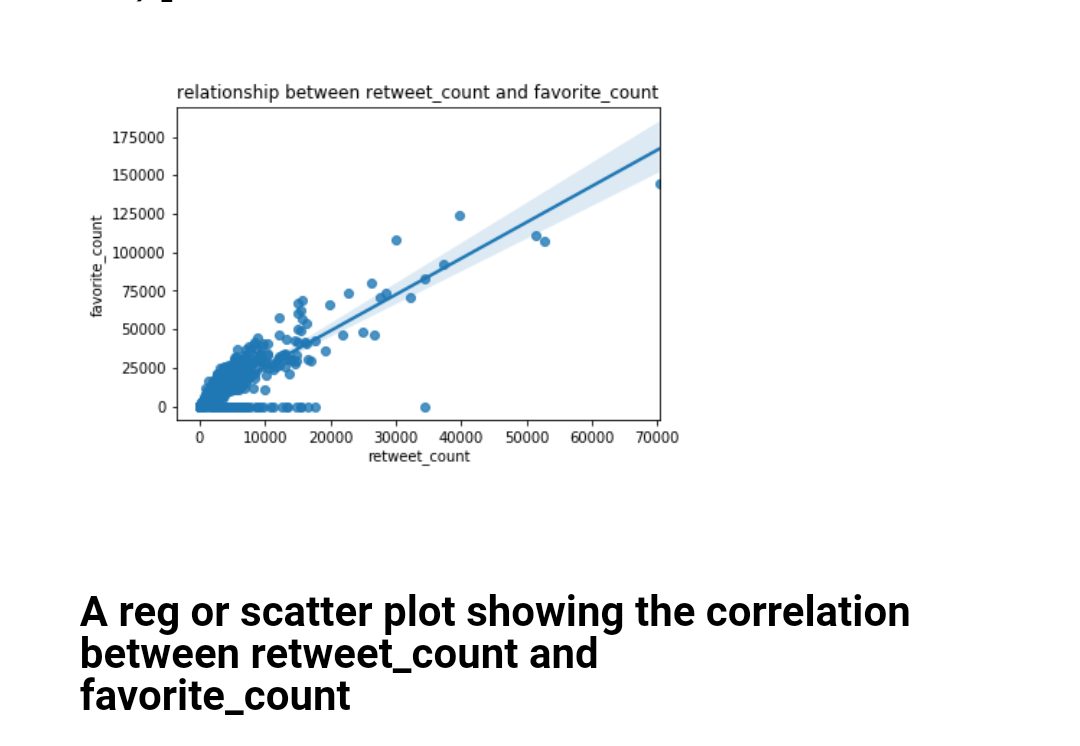 relationship between retweet_count and favorite_count
175000
150000
125000
100000
75000
50000
25000
0
favorite_count
0 10000 20000 30000 40000 50000 60000 70000
retweet_count
A reg or scatter plot showing the correlation
between retweet_count and
favorite_count